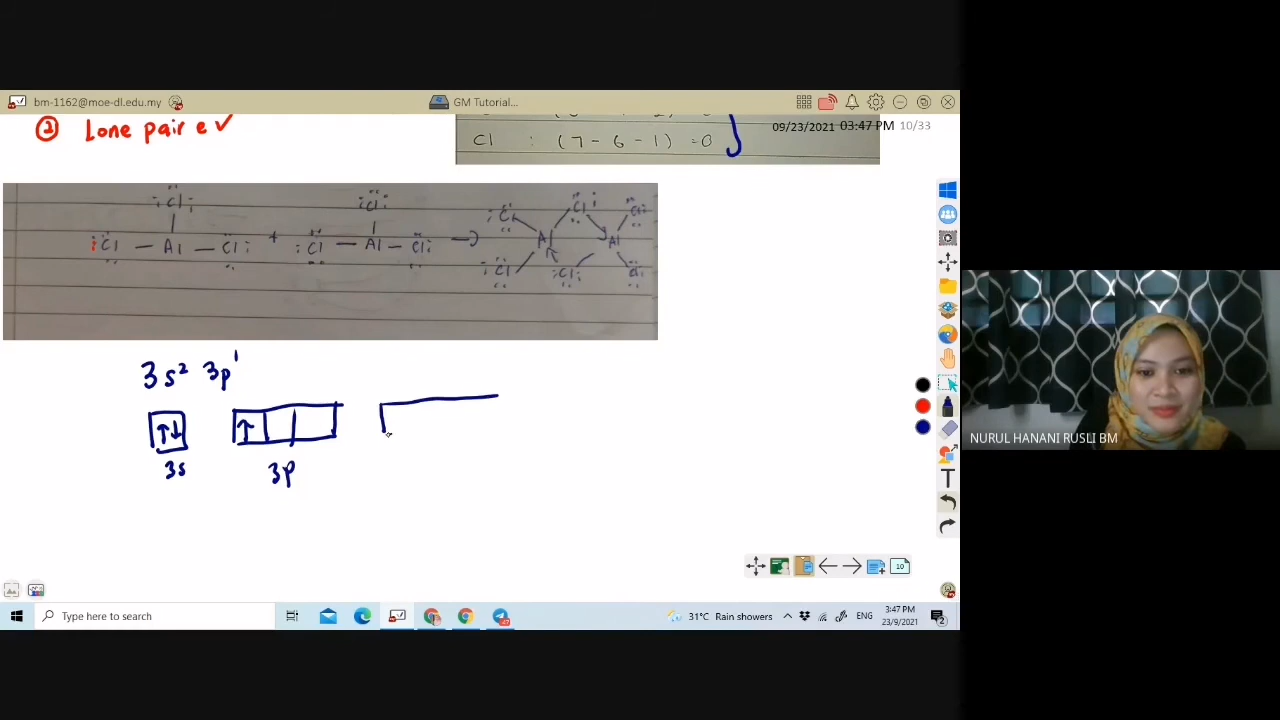 bm-1162@moe-dl.edu.my
GM Tutorial...
② Lone pair e ✓
09/23/2021 03:47 PM 10/33
Cl : (7 - 6 - 1) = 0
Cl Cl Cl Cl Cl
Cl — Al — Cl + Cl — Al — Cl → Al Al
Cl Cl Cl
3s² 3p¹
↑↓ ↑
3s 3p
NURUL HANANI RUSLI BM
T
10
Type here to search
31°C Rain showers
ENG
3:47 PM
23/9/2021
2